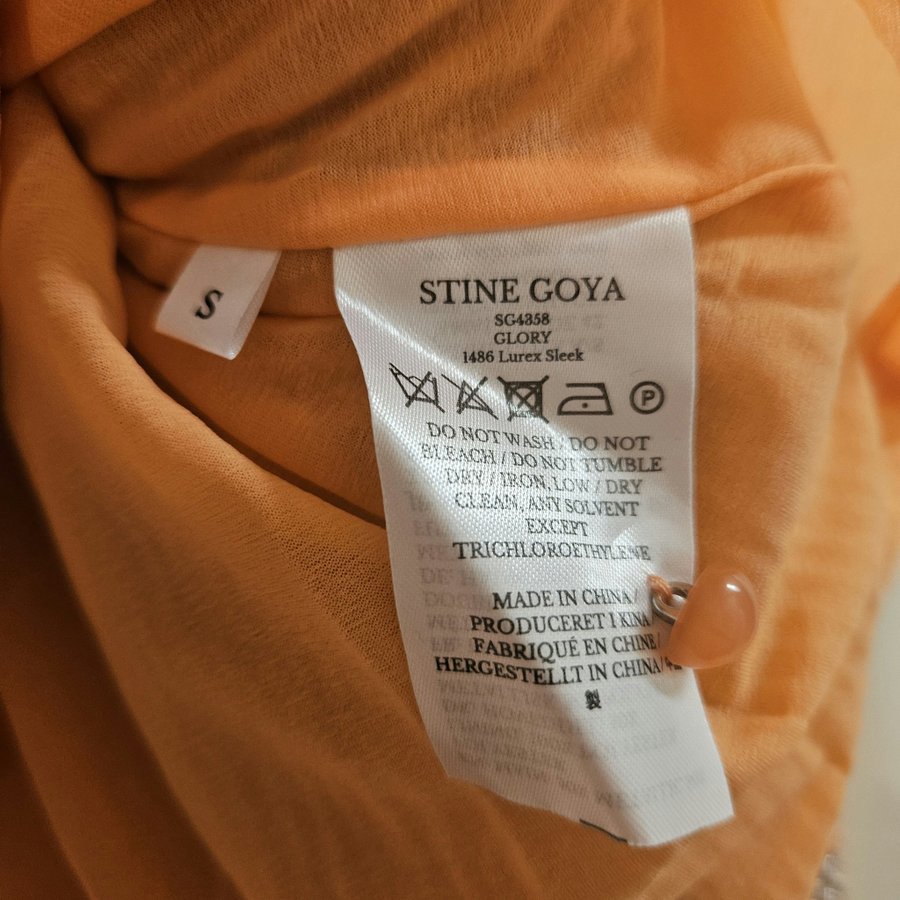 S
STINE GOYA
SG4358
GLORY
1486 Lurex Sleek
P
DO NOT WASH / DO NOT
BLEACH / DO NOT TUMBLE
DRY / IRON, LOW / DRY
CLEAN, ANY SOLVENT
EXCEPT
TRICHLOROETHYLENE
MADE IN CHINA /
PRODUCERET I KINA
FABRIQUÉ EN CHINE/
HERGESTELLT IN CHINA/
製